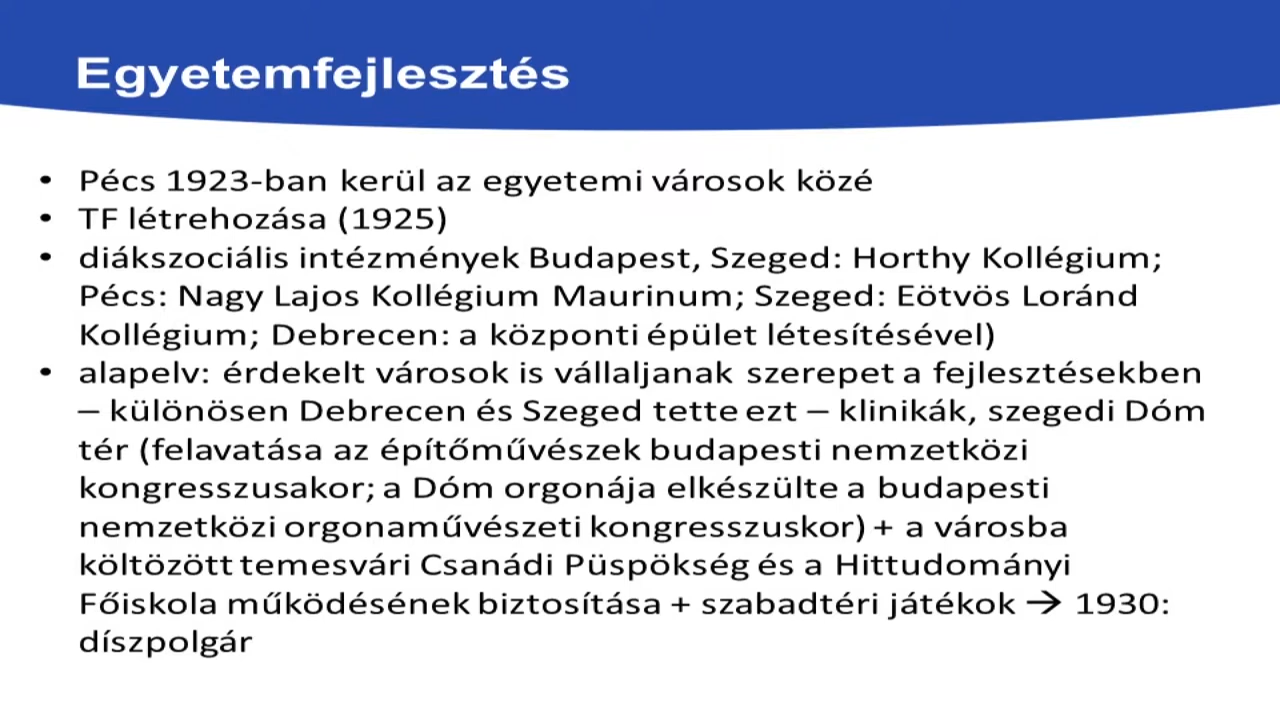 Egyetemfejlesztés
• Pécs 1923-ban kerül az egyetemi városok közé
• TF létrehozása (1925)
• diákszociális intézmények Budapest, Szeged: Horthy Kollégium;
Pécs: Nagy Lajos Kollégium Maurinum; Szeged: Eötvös Loránd
Kollégium; Debrecen: a központi épület létesítésével)
• alapelv: érdekelt városok is vállaljanak szerepet a fejlesztésekben
– különösen Debrecen és Szeged tette ezt – klinikák, szegedi Dóm
tér (felavatása az építőművészek budapesti nemzetközi
kongresszusakor; a Dóm orgonája elkészülte a budapesti
nemzetközi orgonaművészeti kongresszuskor) + a városba
költözött temesvári Csanádi Püspökség és a Hittudományi
Főiskola működésének biztosítása + szabadtéri játékok → 1930:
díszpolgár